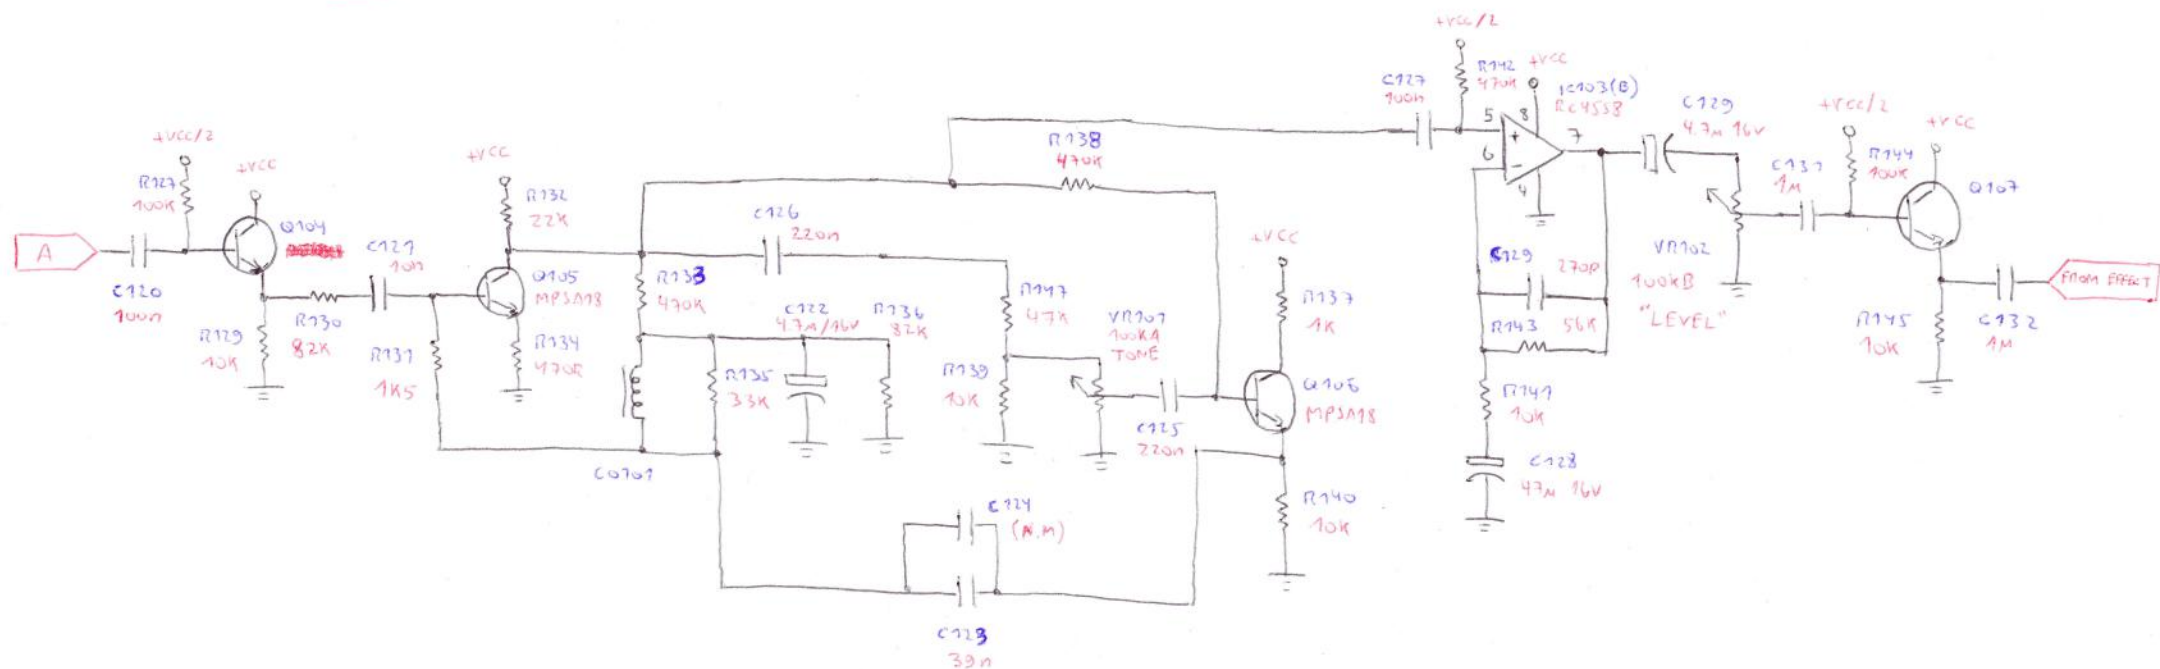 +VCC/2
R127
100K
+VCC
A
C120
100n
Q104
R129
10K
R130
82K
C121
10n
R131
1K5
+VCC
R132
22K
Q105
MPSA18
R134
470R
R133
470K
C126
220n
C0701
R135
33K
C122
4.7M/16V
R136
82K
R147
47K
R139
10K
VR101
100KA
TONE
C125
220n
R138
470K
C124
(N.M)
C123
39n
+VCC
R137
1K
Q106
MPSA18
R140
10K
C127
100n
+VCC/2
R142
470K
+VCC
IC103(B)
RC4558
5
6
8
4
7
+
-
C129
270P
R143
56K
R141
10K
C128
47M 16V
C129
4.7M 16V
VR102
100KB
"LEVEL"
C131
1M
+VCC/2
R144
100K
+VCC
Q107
R145
10K
C132
1M
FROM EFFECT